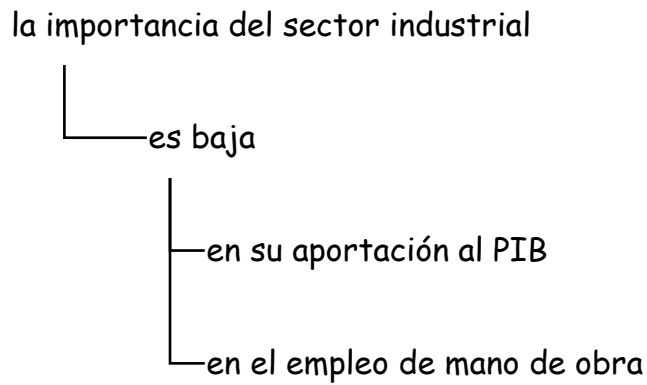 la importancia del sector industrial
es baja
en su aportación al PIB
en el empleo de mano de obra